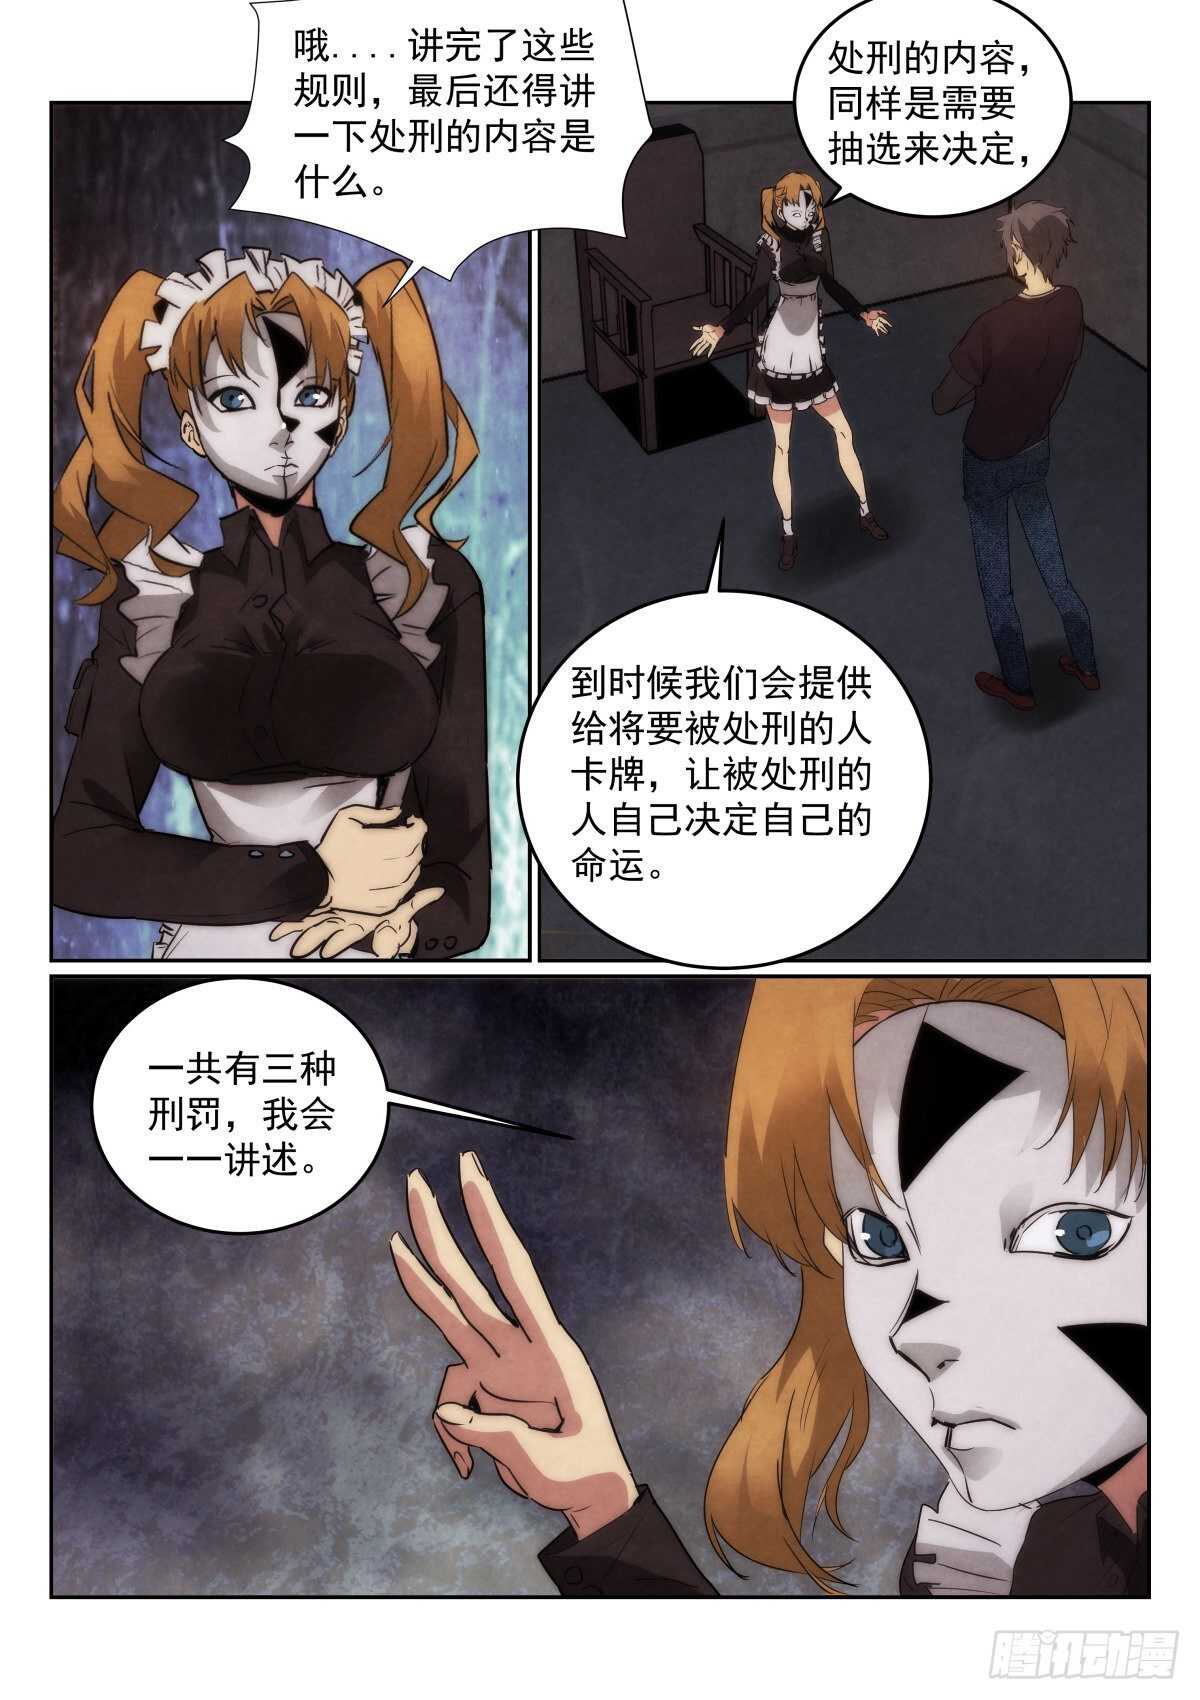 哦....讲完了这些
规则，最后还得讲
一下处刑的内容是
什么。
处刑的内容，
同样是需要
抽选来决定，
到时候我们会提供
给将要被处刑的人
卡牌，让被处刑的
人自己决定自己的
命运。
一共有三种
刑罚，我会
一一讲述。
腾讯动漫